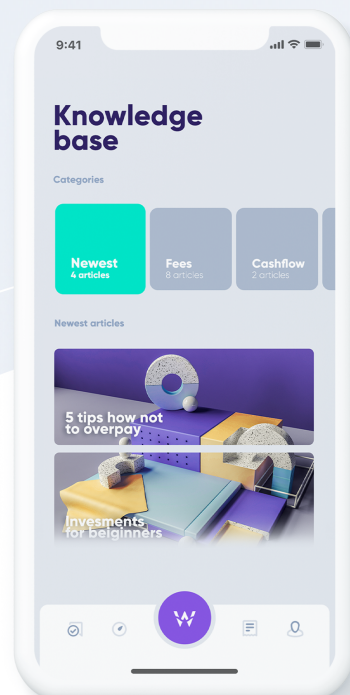 9:41
Knowledge
base
Categories
Newest
4 articles
Fees
8 articles
Cashflow
2 articles
Newest articles
5 tips how not
to overpay
Invesments
for beiginners
W